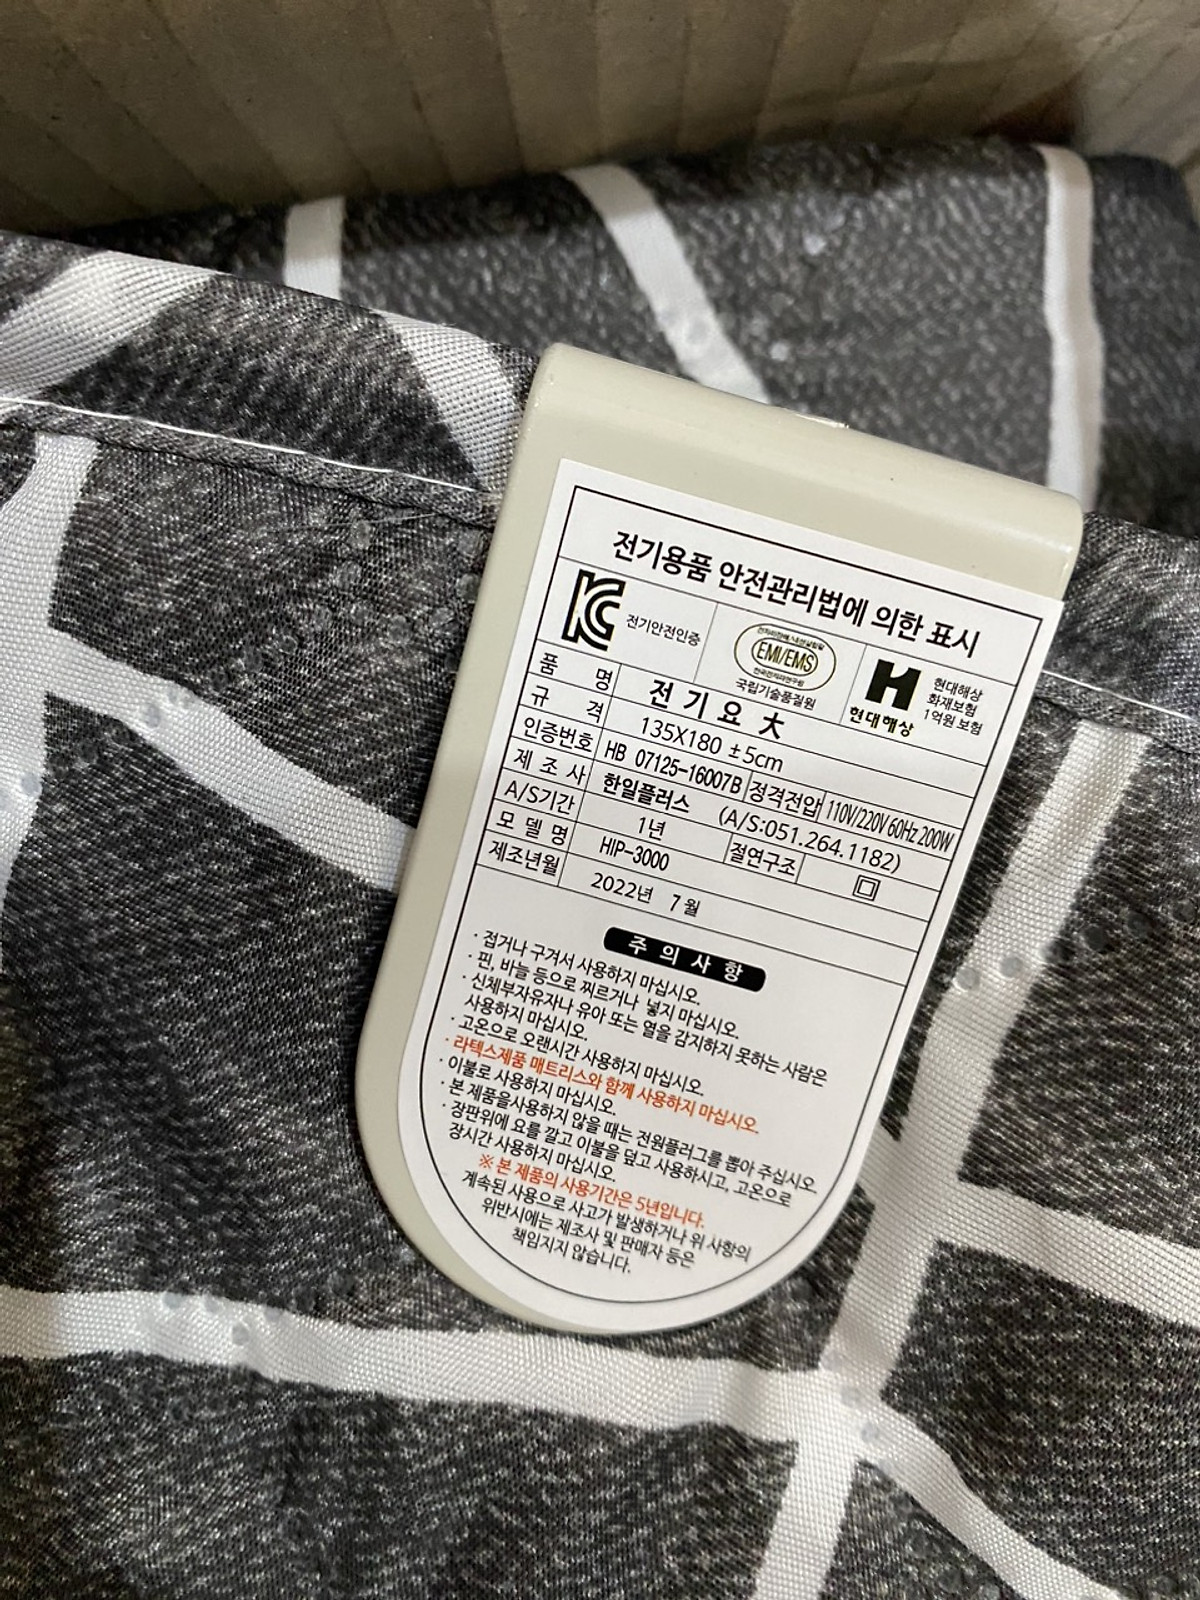 전기용품 안전관리법에 의한 표시
전기안전인증
EMI/EMS
국립기술품질원
현대해상
현대해상
화재보험
1억원 보험
품 명 전 기 요 大
규 격 135X180 ±5cm
인증번호 HB 07125-16007B 정격전압 110V/220V 60Hz 200W
제 조 사 한일플러스 (A/S:051.264.1182)
A/S기간 1년 절연구조
모 델 명 HIP-3000
제조년월 2022년 7월
주 의 사 항
· 접거나 구겨서 사용하지 마십시오.
· 핀, 바늘 등으로 찌르거나 넣지 마십시오.
· 신체부자유자나 유아 또는 열을 감지하지 못하는 사람은
사용하지 마십시오.
· 고온으로 오랜시간 사용하지 마십시오.
· 라텍스제품 매트리스와 함께 사용하지 마십시오.
· 이불로 사용하지 마십시오.
· 본 제품을사용하지 않을 때는 전원플러그를 뽑아 주십시오.
· 장판위에 요를 깔고 이불을 덮고 사용하시고, 고온으로
장시간 사용하지 마십시오.
※ 본 제품의 사용기간은 5년입니다.
계속된 사용으로 사고가 발생하거나 위 사항의
위반시에는 제조사 및 판매자 등은
책임지지 않습니다.